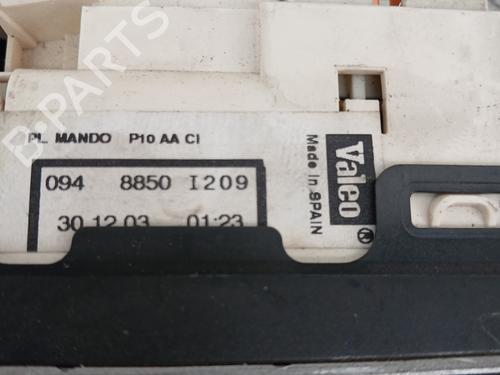 PL. MANDO P10 AA CI
094 8850 I209
30.12.03 01:23
Made in SPAIN
Valeo
B-PARTS